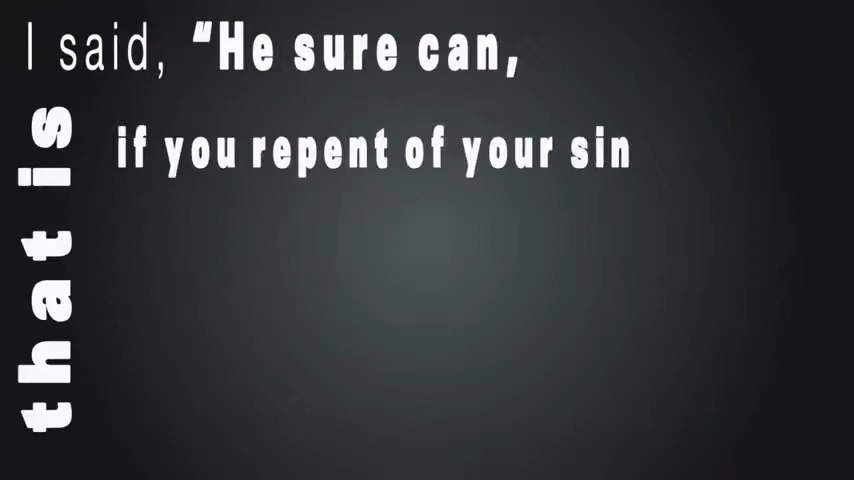 I said, "He sure can,
that is
if you repent of your sin